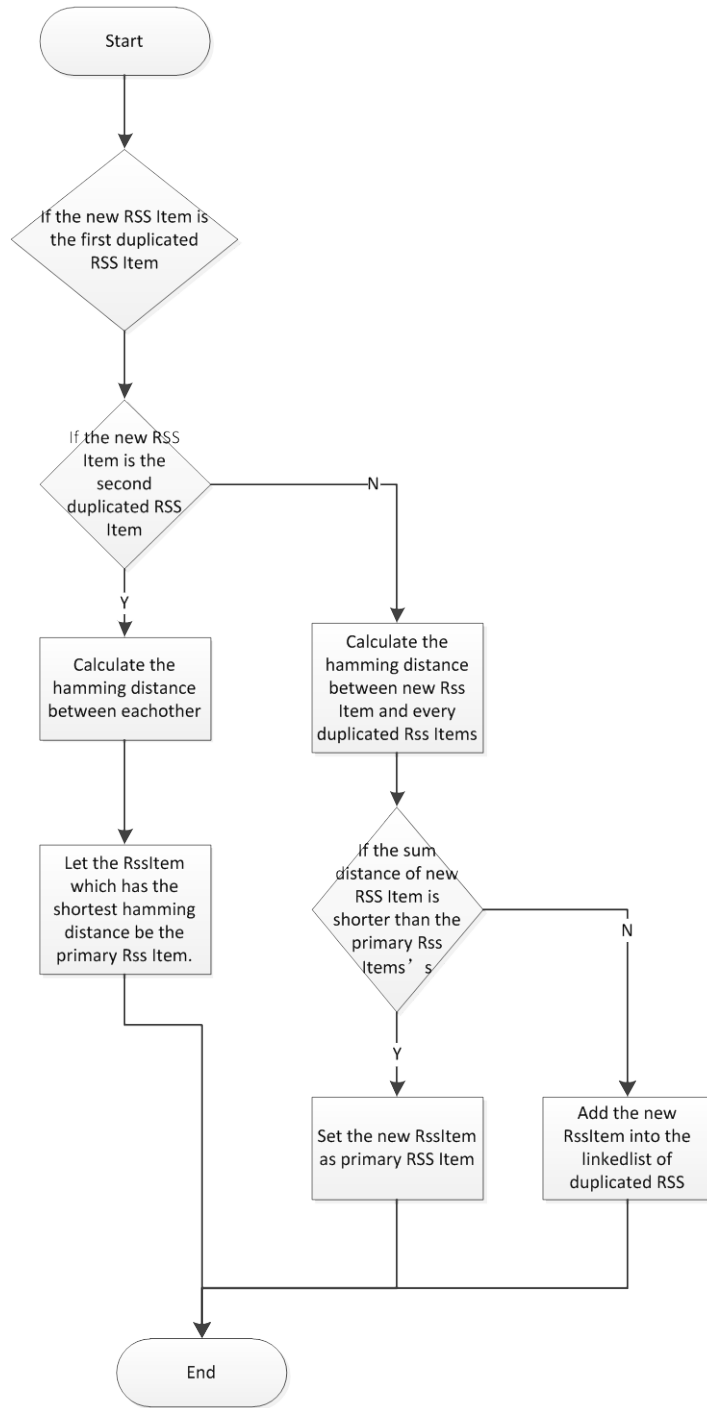 Start
If the new RSS Item is
the first duplicated
RSS Item
If the new RSS
Item is the
second
duplicated RSS
Item
N
Y
Calculate the
hamming distance
between eachother
Calculate the
hamming distance
between new Rss
Item and every
duplicated Rss Items
Let the RssItem
which has the
shortest hamming
distance be the
primary Rss Item.
If the sum
distance of new
RSS Item is
shorter than the
primary Rss
Items’ s
N
Y
Set the new RssItem
as primary RSS Item
Add the new
RssItem into the
linkedlist of
duplicated RSS
End